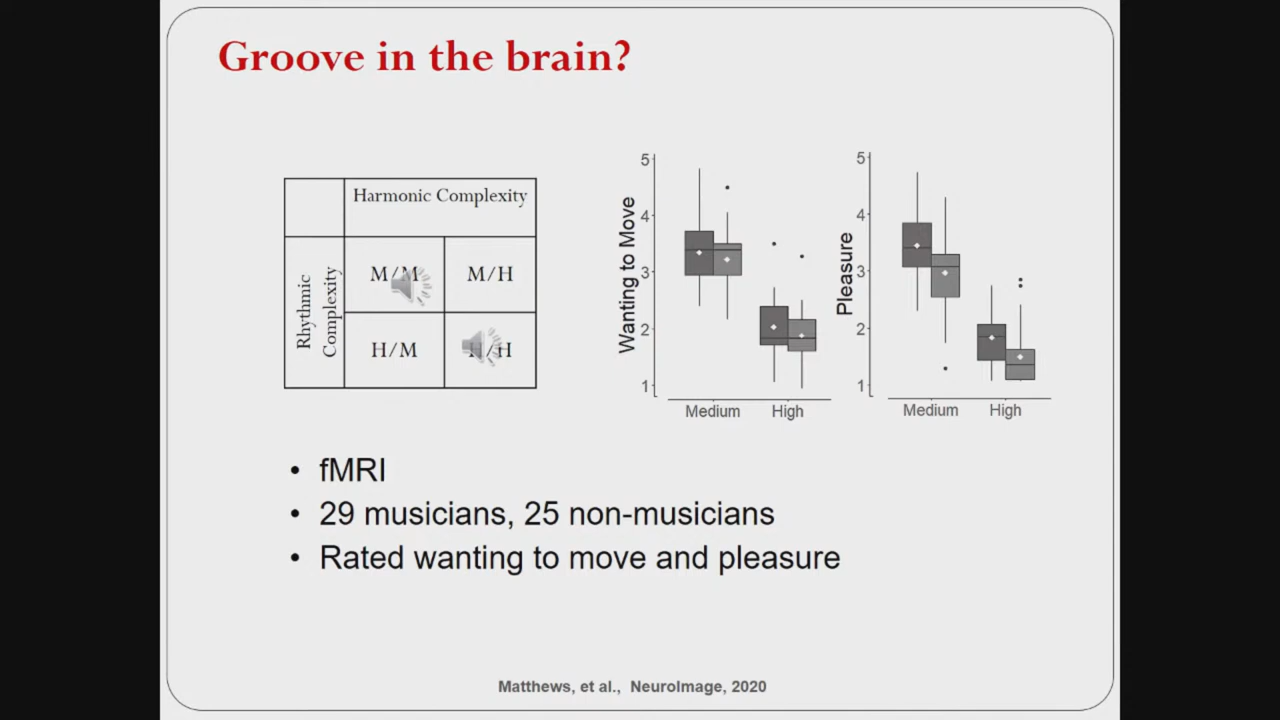 Groove in the brain?
Harmonic Complexity
Rhythmic
Complexity
M/M
M/H
H/M
H/H
Wanting to Move
5
4
3
2
1
Medium
High
Pleasure
5
4
3
2
1
Medium
High
• fMRI
• 29 musicians, 25 non-musicians
• Rated wanting to move and pleasure
Matthews, et al., NeuroImage, 2020